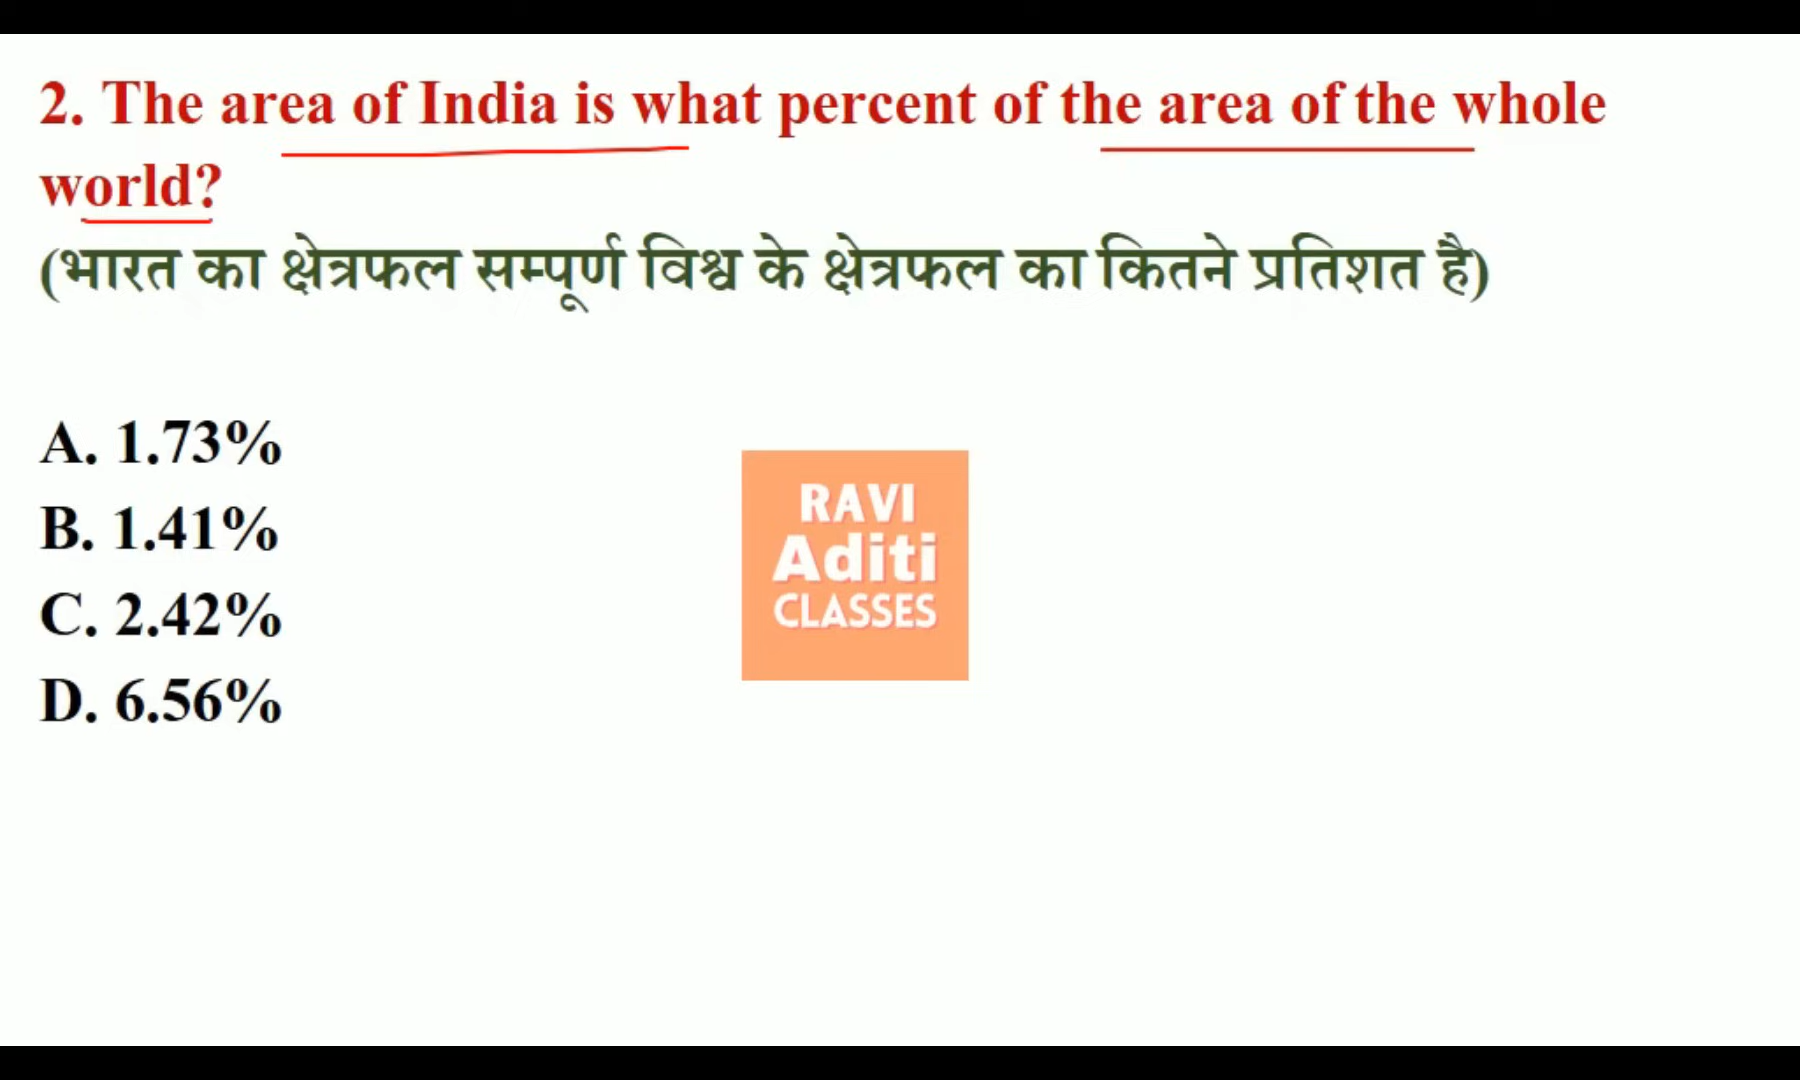 2. The area of India is what percent of the area of the whole
world?
(भारत का क्षेत्रफल सम्पूर्ण विश्व के क्षेत्रफल का कितने प्रतिशत है)
A. 1.73%
B. 1.41%
C. 2.42%
D. 6.56%
RAVI
Aditi
CLASSES